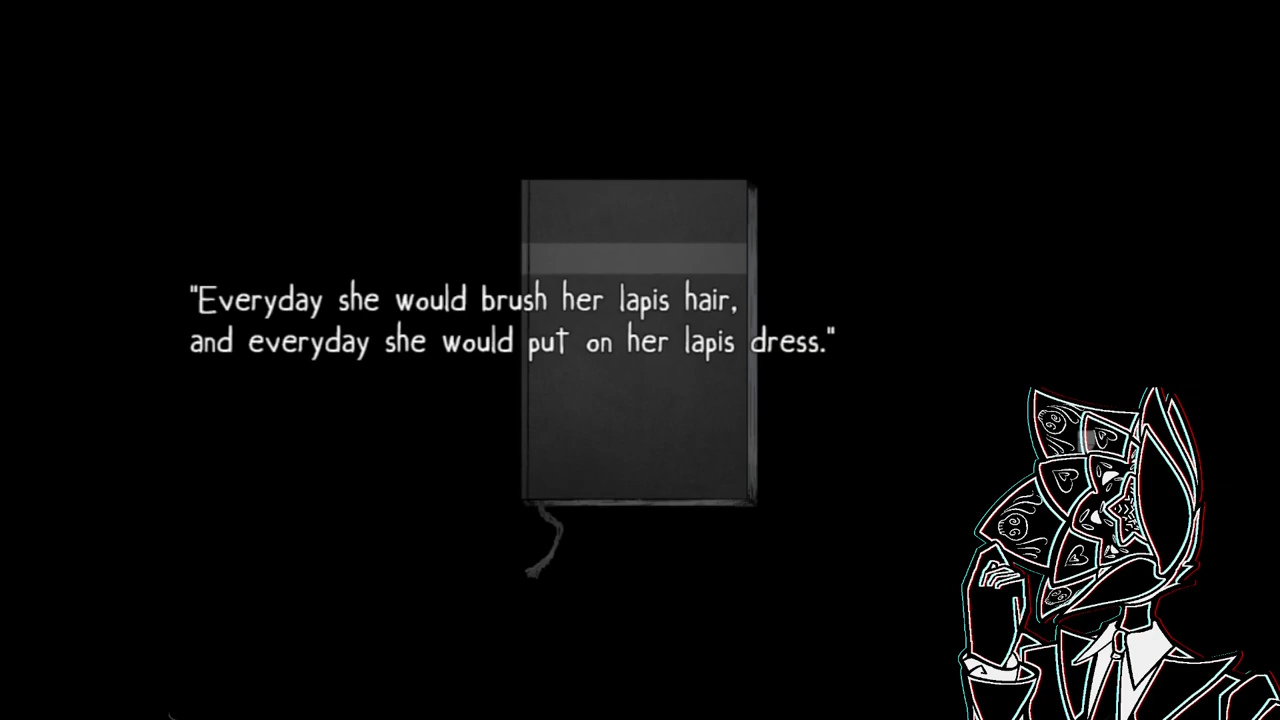 "Everyday she would brush her lapis hair,
and everyday she would put on her lapis dress."